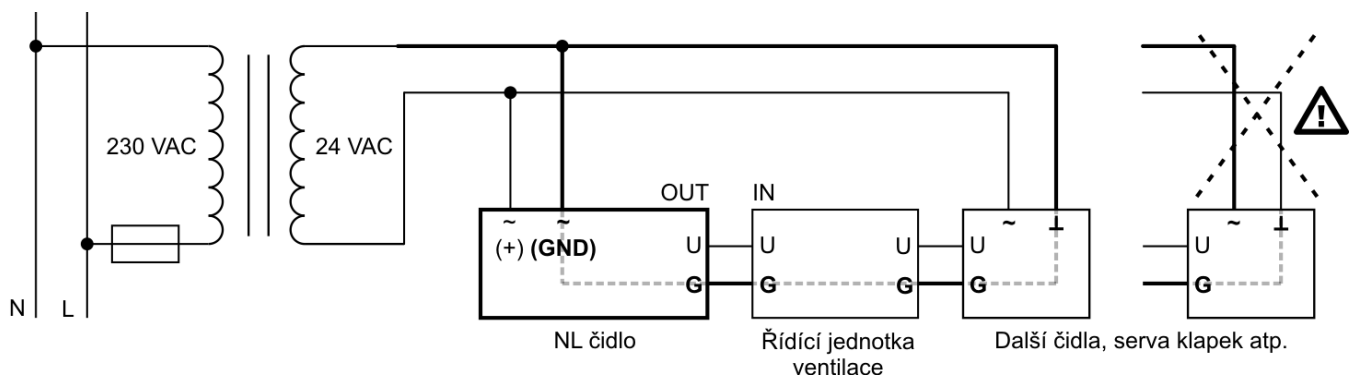 230 VAC
24 VAC
OUT
IN
~ ~
(+) (GND)
U
G
U
G
U
G
~ ⊥
U
G
~ ⊥
U
G
N
L
NL čidlo
Řídící jednotka
ventilace
Další čidla, serva klapek atp.
!